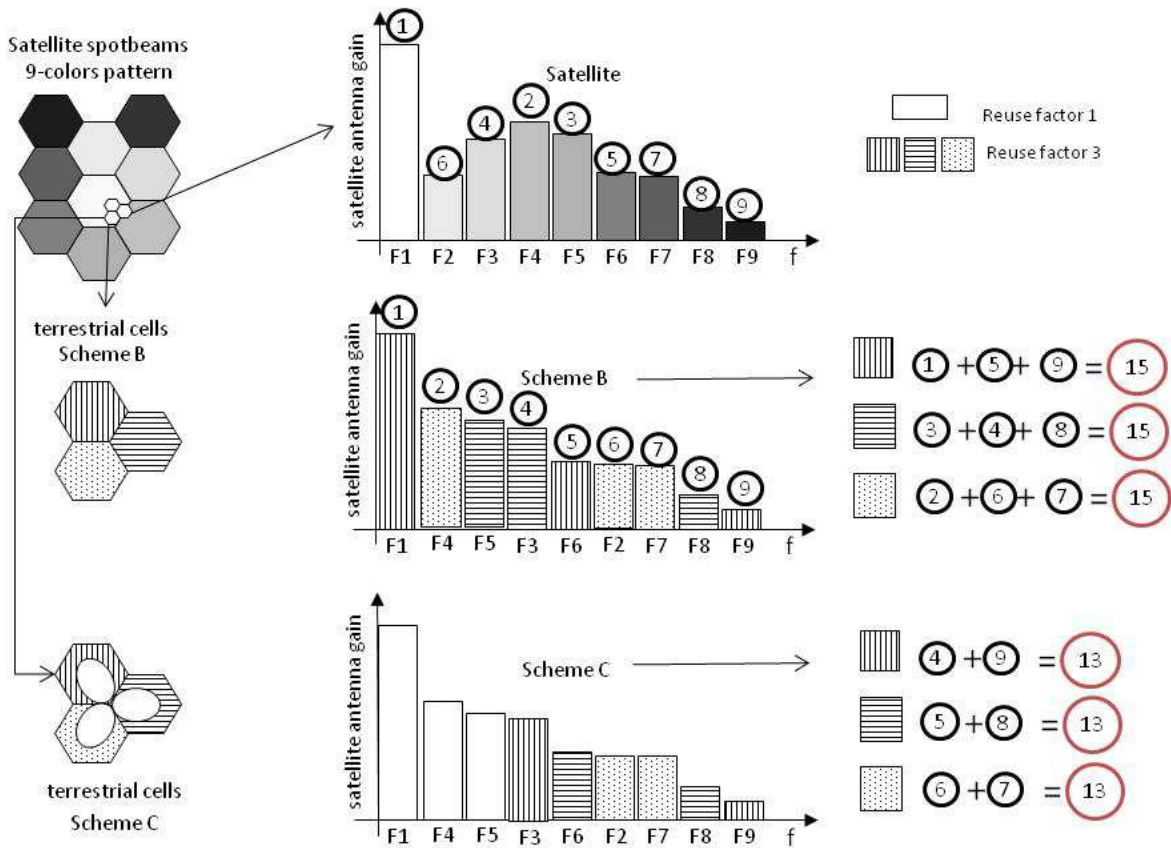 Satellite spotbeams
9-colors pattern
satellite antenna gain
Satellite
1
6
4
2
3
5
7
8
9
F1 F2 F3 F4 F5 F6 F7 F8 F9 f
Reuse factor 1
Reuse factor 3
terrestrial cells
Scheme B
satellite antenna gain
Scheme B
1
2
3
4
5
6
7
8
9
F1 F4 F5 F3 F6 F2 F7 F8 F9 f
1 + 5 + 9 = 15
3 + 4 + 8 = 15
2 + 6 + 7 = 15
terrestrial cells
Scheme C
satellite antenna gain
Scheme C
F1 F4 F5 F3 F6 F2 F7 F8 F9 f
4 + 9 = 13
5 + 8 = 13
6 + 7 = 13